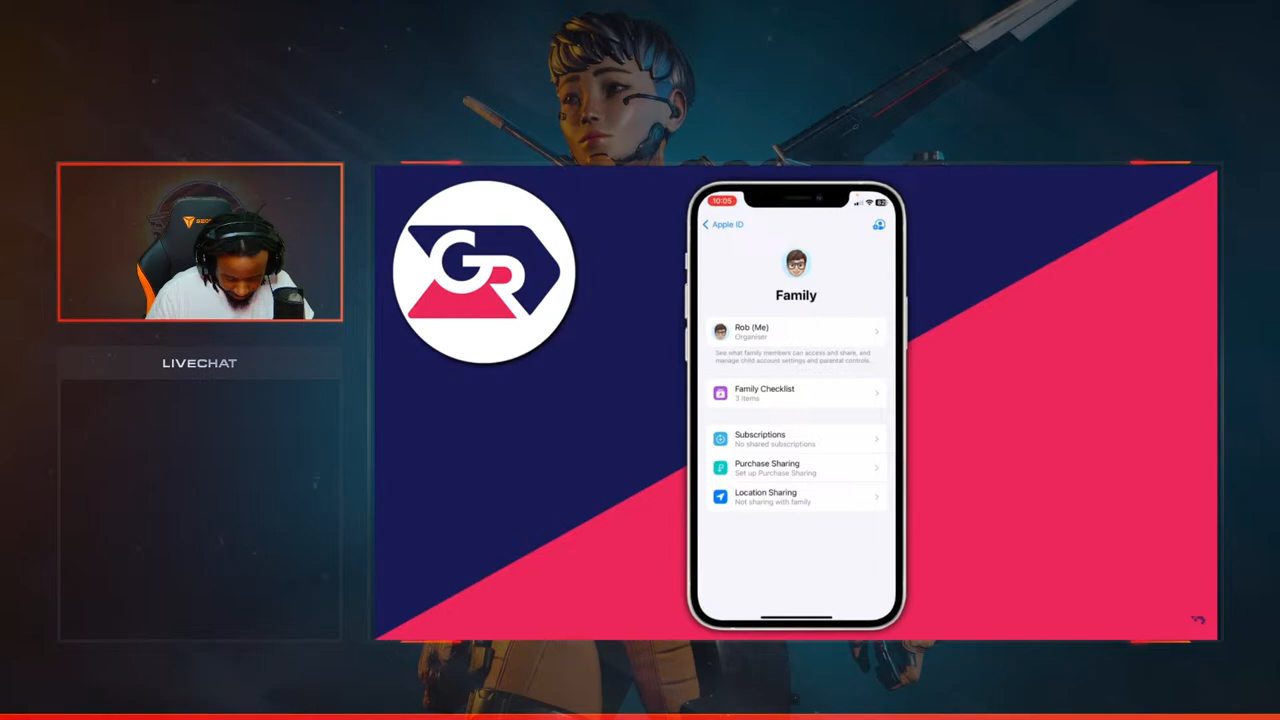 LIVECHAT
GR
10:05
82
Apple ID
Family
Rob (Me)
Organiser
See what family members can access and share, and
manage child account settings and parental controls.
Family Checklist
3 items
Subscriptions
No shared subscriptions
Purchase Sharing
Set up Purchase Sharing
Location Sharing
Not sharing with family